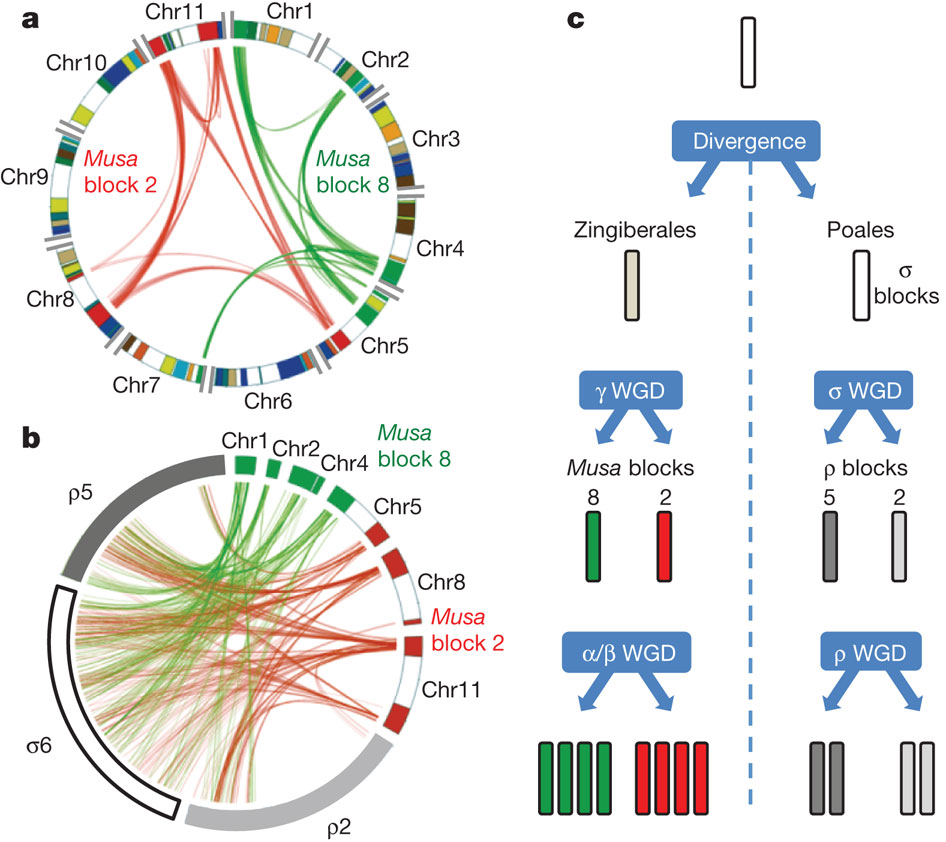 a
Chr1
Chr2
Chr3
Chr4
Chr5
Chr6
Chr7
Chr8
Chr9
Chr10
Chr11
Musa
block 2
Musa
block 8
b
Chr1
Chr2
Chr4
Chr5
Chr8
Chr11
Musa
block 8
Musa
block 2
ρ5
σ6
ρ2
c
Divergence
Zingiberales
Poales
σ
blocks
γ WGD
σ WGD
Musa blocks
ρ blocks
8 2
5 2
α/β WGD
ρ WGD